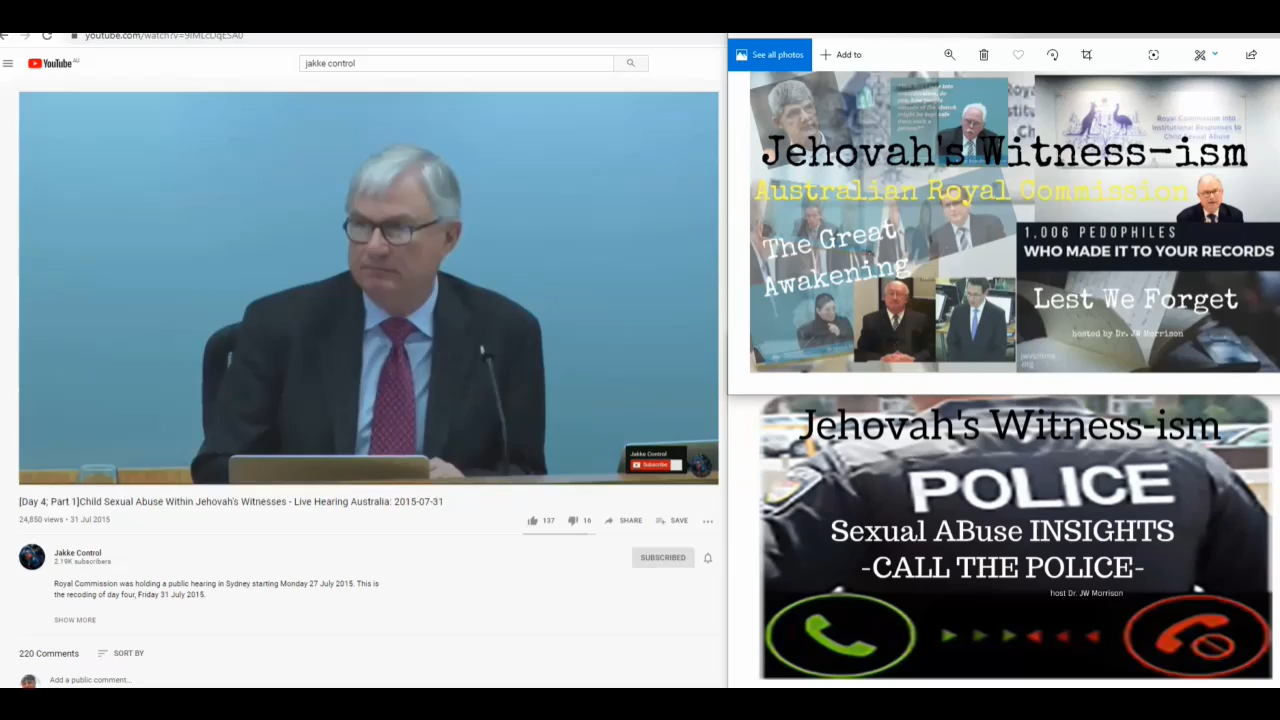 youtube.com/watch?v=9IMLcDqESA0
YouTube AU
jakke control
Jakke Control
Subscribe
[Day 4; Part 1]Child Sexual Abuse Within Jehovah's Witnesses - Live Hearing Australia: 2015-07-31
24,850 views • 31 Jul 2015
137
16
SHARE
SAVE
Jakke Control
2.19K subscribers
SUBSCRIBED
Royal Commission was holding a public hearing in Sydney starting Monday 27 July 2015. This is
the recoding of day four, Friday 31 July 2015.
SHOW MORE
220 Comments
SORT BY
Add a public comment...
See all photos
Add to
Royal Commission into
Institutional Responses to
Child Sexual Abuse
Jehovah's Witness-ism
Australian Royal Commission
The Great
Awakening
1,006 PEDOPHILES
WHO MADE IT TO YOUR RECORDS
Lest We Forget
hosted by Dr. JW Morrison
Jehovah's Witness-ism
POLICE
Sexual ABuse INSIGHTS
-CALL THE POLICE-
host Dr. JW Morrison